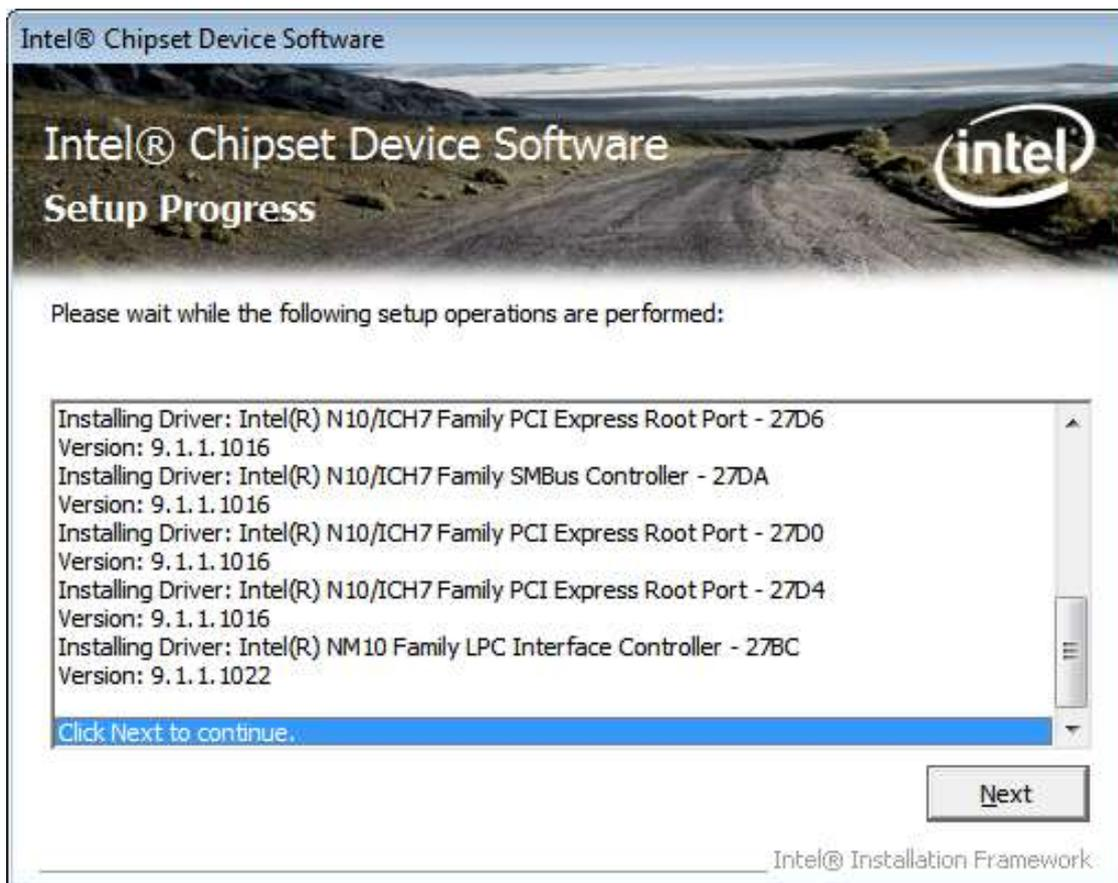 Intel® Chipset Device Software
Intel® Chipset Device Software
intel
Setup Progress
Please wait while the following setup operations are performed:
Installing Driver: Intel(R) N10/ICH7 Family PCI Express Root Port - 27D6
Version: 9.1.1.1016
Installing Driver: Intel(R) N10/ICH7 Family SMBus Controller - 27DA
Version: 9.1.1.1016
Installing Driver: Intel(R) N10/ICH7 Family PCI Express Root Port - 27D0
Version: 9.1.1.1016
Installing Driver: Intel(R) N10/ICH7 Family PCI Express Root Port - 27D4
Version: 9.1.1.1016
Installing Driver: Intel(R) NM10 Family LPC Interface Controller - 27BC
Version: 9.1.1.1022
Click Next to continue.
Next
Intel® Installation Framework